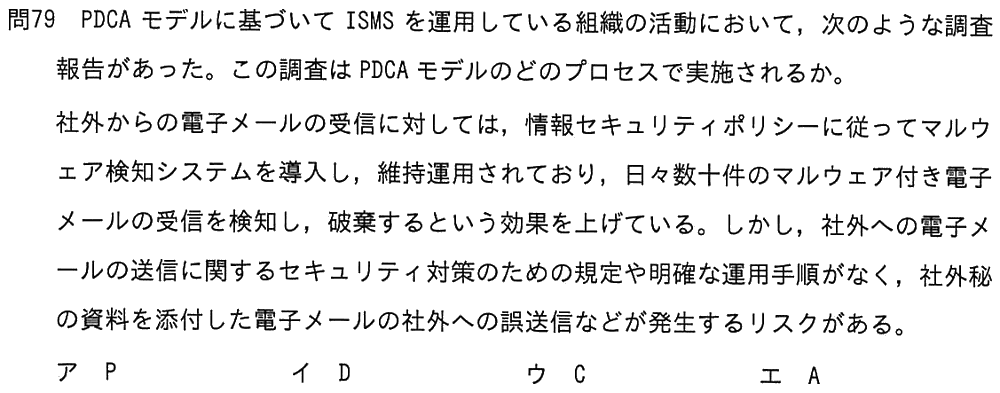 問79 PDCA モデルに基づいて ISMS を運用している組織の活動において，次のような調査
報告があった。この調査は PDCA モデルのどのプロセスで実施されるか。
社外からの電子メールの受信に対しては，情報セキュリティポリシーに従ってマルウ
ェア検知システムを導入し，維持運用されており，日々数十件のマルウェア付き電子
メールの受信を検知し，破棄するという効果を上げている。しかし，社外への電子メ
ールの送信に関するセキュリティ対策のための規定や明確な運用手順がなく，社外秘
の資料を添付した電子メールの社外への誤送信などが発生するリスクがある。
ア P イ D ウ C エ A